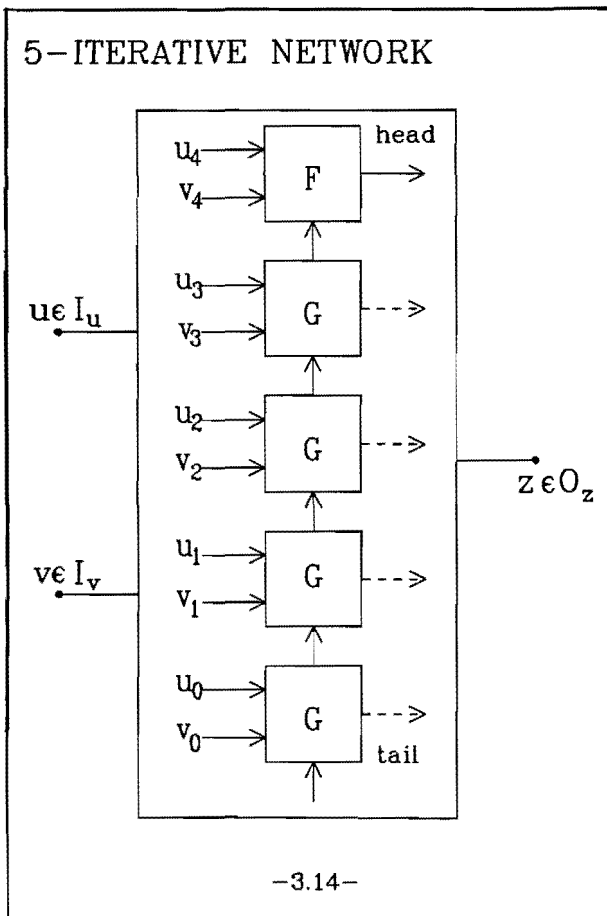 5-ITERATIVE NETWORK
head
u4
v4
F
u3
v3
G
uϵ Iu
u2
v2
G
z ϵOz
u1
v1
G
vϵ Iv
u0
v0
G
tail
-3.14-